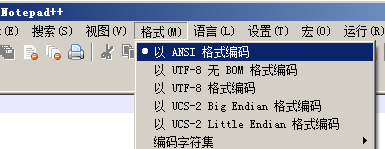 Notepad++
(E) 搜索(S) 视图(V) 格式(M) 语言(L) 设置(T) 宏(O) 运行(R)
以 ANSI 格式编码
以 UTF-8 无 BOM 格式编码
以 UTF-8 格式编码
以 UCS-2 Big Endian 格式编码
以 UCS-2 Little Endian 格式编码
编码字符集